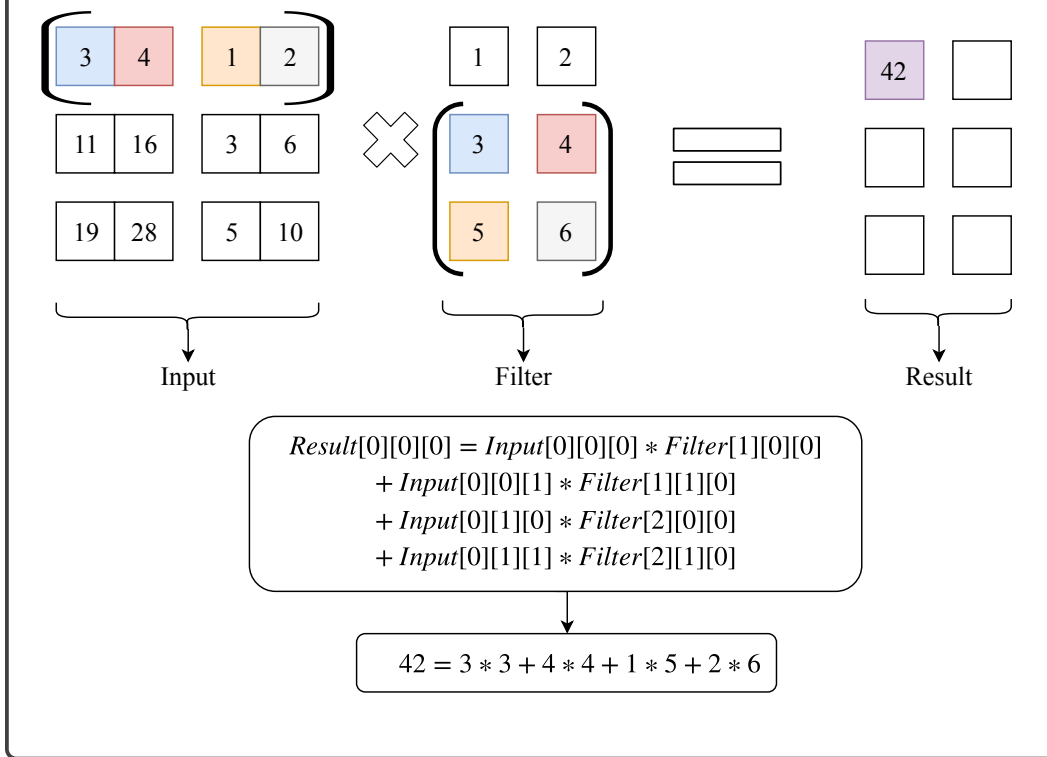 3 4 1 2 1 2 42
11 16 3 6 3 4
19 28 5 10 5 6
Input Filter Result
Result[0][0][0] = Input[0][0][0] ∗ Filter[1][0][0]
+ Input[0][0][1] ∗ Filter[1][1][0]
+ Input[0][1][0] ∗ Filter[2][0][0]
+ Input[0][1][1] ∗ Filter[2][1][0]
42 = 3 ∗ 3 + 4 ∗ 4 + 1 ∗ 5 + 2 ∗ 6